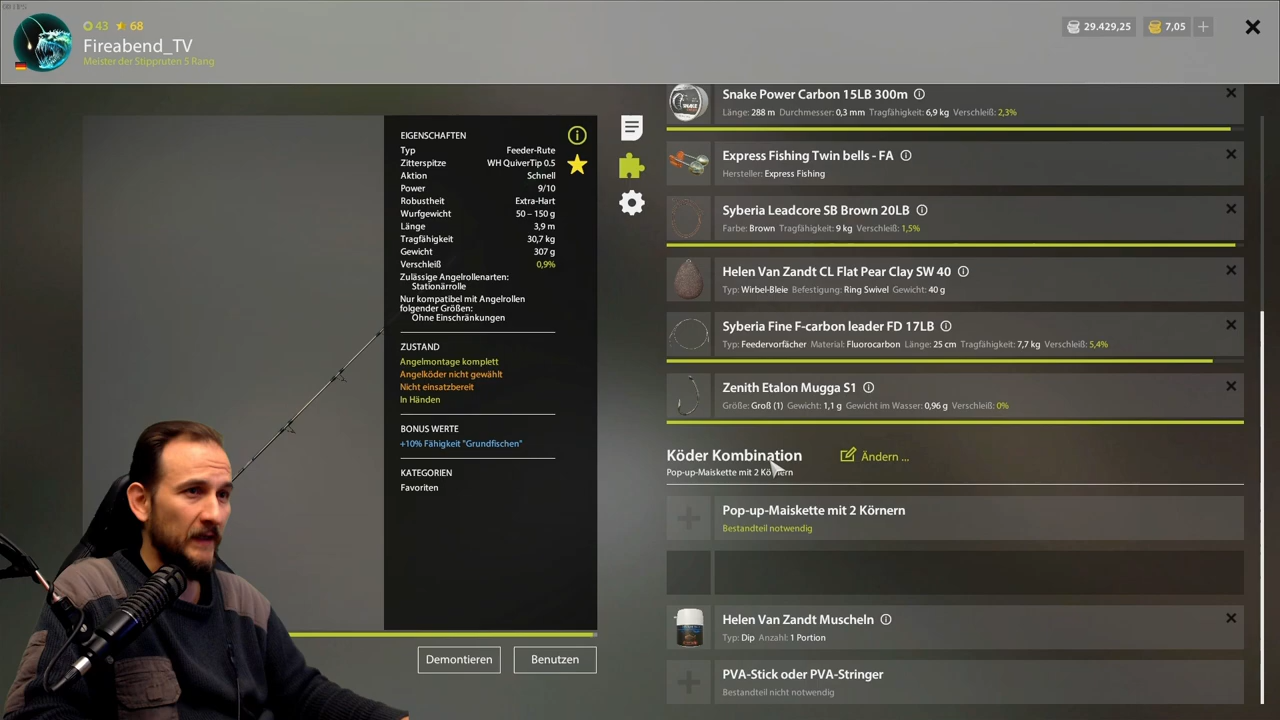 43 68
Fireabend_TV
Meister der Stippruten 5 Rang
29.429,25
7,05
EIGENSCHAFTEN
Typ Feeder-Rute
Zitterspitze WH QuiverTip 0.5
Aktion Schnell
Power 9/10
Robustheit Extra-Hart
Wurfgewicht 50 – 150 g
Länge 3,9 m
Tragfähigkeit 30,7 kg
Gewicht 307 g
Verschleiß 0,9%
Zulässige Angelrollenarten:
Stationärrolle
Nur kompatibel mit Angelrollen
folgender Größen:
Ohne Einschränkungen
ZUSTAND
Angelmontage komplett
Angelköder nicht gewählt
Nicht einsatzbereit
In Händen
BONUS WERTE
+10% Fähigkeit "Grundfischen"
KATEGORIEN
Favoriten
Demontieren
Benutzen
Snake Power Carbon 15LB 300m
Länge: 288 m Durchmesser: 0,3 mm Tragfähigkeit: 6,9 kg Verschleiß: 2,3%
Express Fishing Twin bells - FA
Hersteller: Express Fishing
Syberia Leadcore SB Brown 20LB
Farbe: Brown Tragfähigkeit: 9 kg Verschleiß: 1,5%
Helen Van Zandt CL Flat Pear Clay SW 40
Typ: Wirbel-Bleie Befestigung: Ring Swivel Gewicht: 40 g
Syberia Fine F-carbon leader FD 17LB
Typ: Feedervorfächer Material: Fluorocarbon Länge: 25 cm Tragfähigkeit: 7,7 kg Verschleiß: 5,4%
Zenith Etalon Mugga S1
Größe: Groß (1) Gewicht: 1,1 g Gewicht im Wasser: 0,96 g Verschleiß: 0%
Köder Kombination
Ändern ...
Pop-up-Maiskette mit 2 Körnern
Pop-up-Maiskette mit 2 Körnern
Bestandteil notwendig
Helen Van Zandt Muscheln
Typ: Dip Anzahl: 1 Portion
PVA-Stick oder PVA-Stringer
Bestandteil nicht notwendig